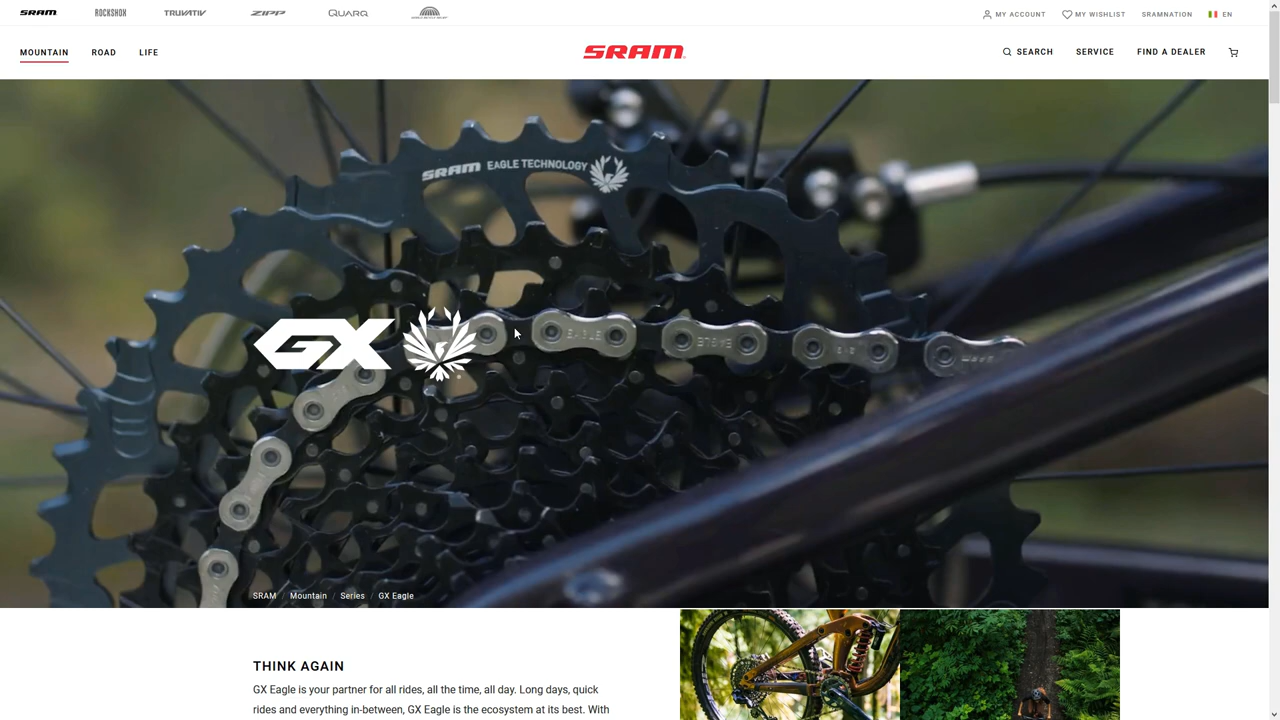 SRAM
ROCKSHOX
TRUVATIV
ZIPP
QUARQ
MY ACCOUNT
MY WISHLIST
SRAMNATION
EN
MOUNTAIN
ROAD
LIFE
SRAM
SEARCH
SERVICE
FIND A DEALER
SRAM EAGLE TECHNOLOGY
GX
EAGLE
EAGLE
SRAM / Mountain / Series / GX Eagle
THINK AGAIN
GX Eagle is your partner for all rides, all the time, all day. Long days, quick
rides and everything in-between, GX Eagle is the ecosystem at its best. With